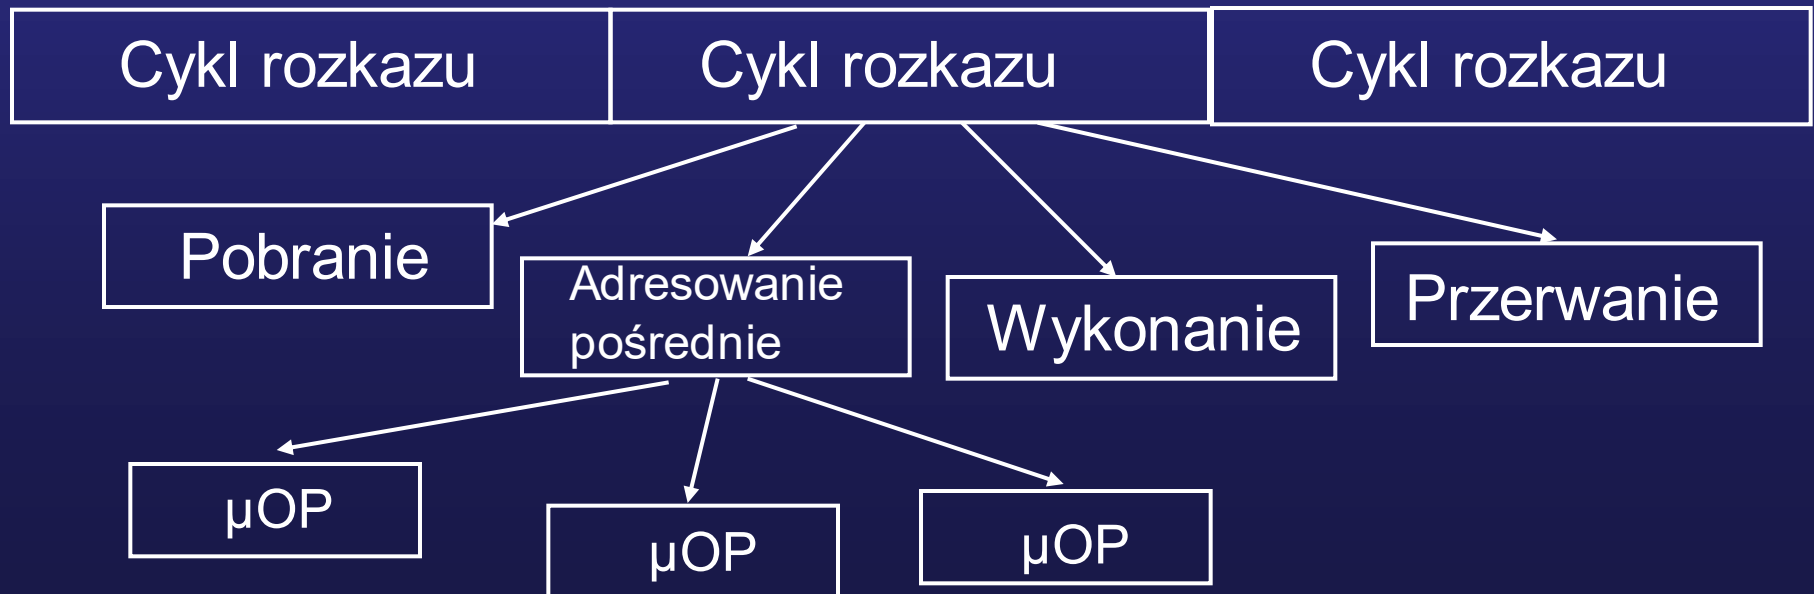 Cykl rozkazu
Cykl rozkazu
Cykl rozkazu
Pobranie
Adresowanie
pośrednie
Wykonanie
Przerwanie
µOP
µOP
µOP